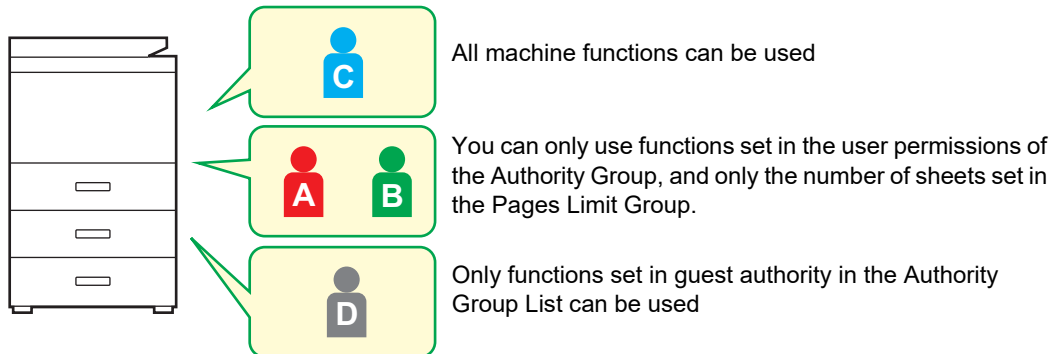 C
All machine functions can be used
A B
You can only use functions set in the user permissions of
the Authority Group, and only the number of sheets set in
the Pages Limit Group.
D
Only functions set in guest authority in the Authority
Group List can be used